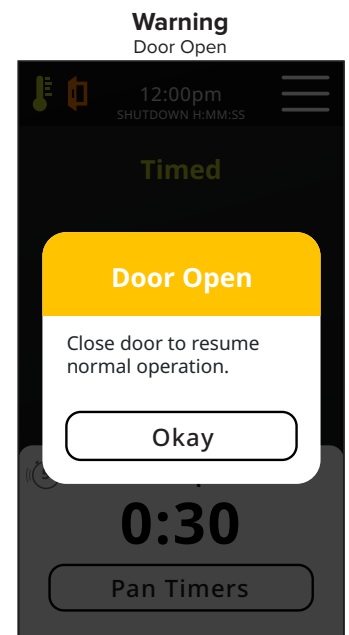 Warning
Door Open
12:00pm
SHUTDOWN H:MM:SS
Timed
Door Open
Close door to resume
normal operation.
Okay
0:30
Pan Timers